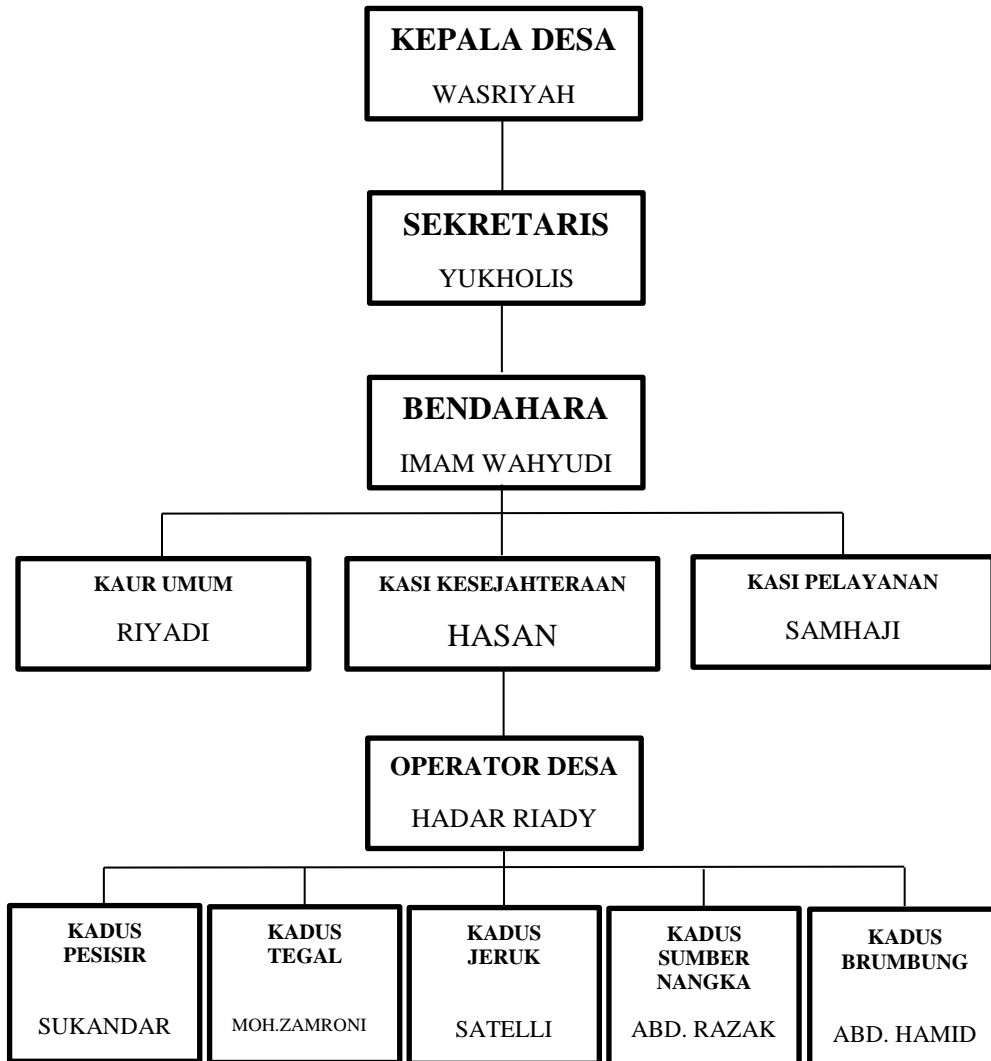 KEPALA DESA
WASRIYAH
SEKRETARIS
YUKHOLIS
BENDAHARA
IMAM WAHYUDI
KAUR UMUM
RIYADI
KASI KESEJAHTERAAN
HASAN
KASI PELAYANAN
SAMHAJI
OPERATOR DESA
HADAR RIADY
KADUS
PESISIR
SUKANDAR
KADUS
TEGAL
MOH.ZAMRONI
KADUS
JERUK
SATELLI
KADUS
SUMBER
NANGKA
ABD. RAZAK
KADUS
BRUMBUNG
ABD. HAMID